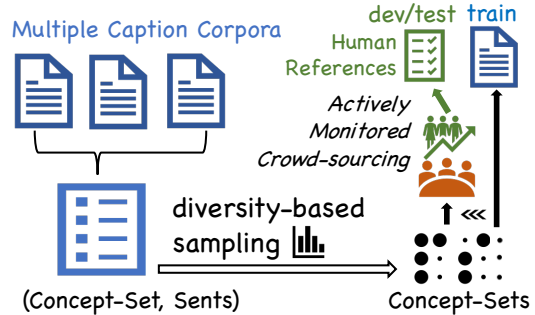 Multiple Caption Corpora
dev/test train
Human
References
Actively
Monitored
Crowd-sourcing
diversity-based
sampling
<<<
(Concept-Set, Sents)
Concept-Sets